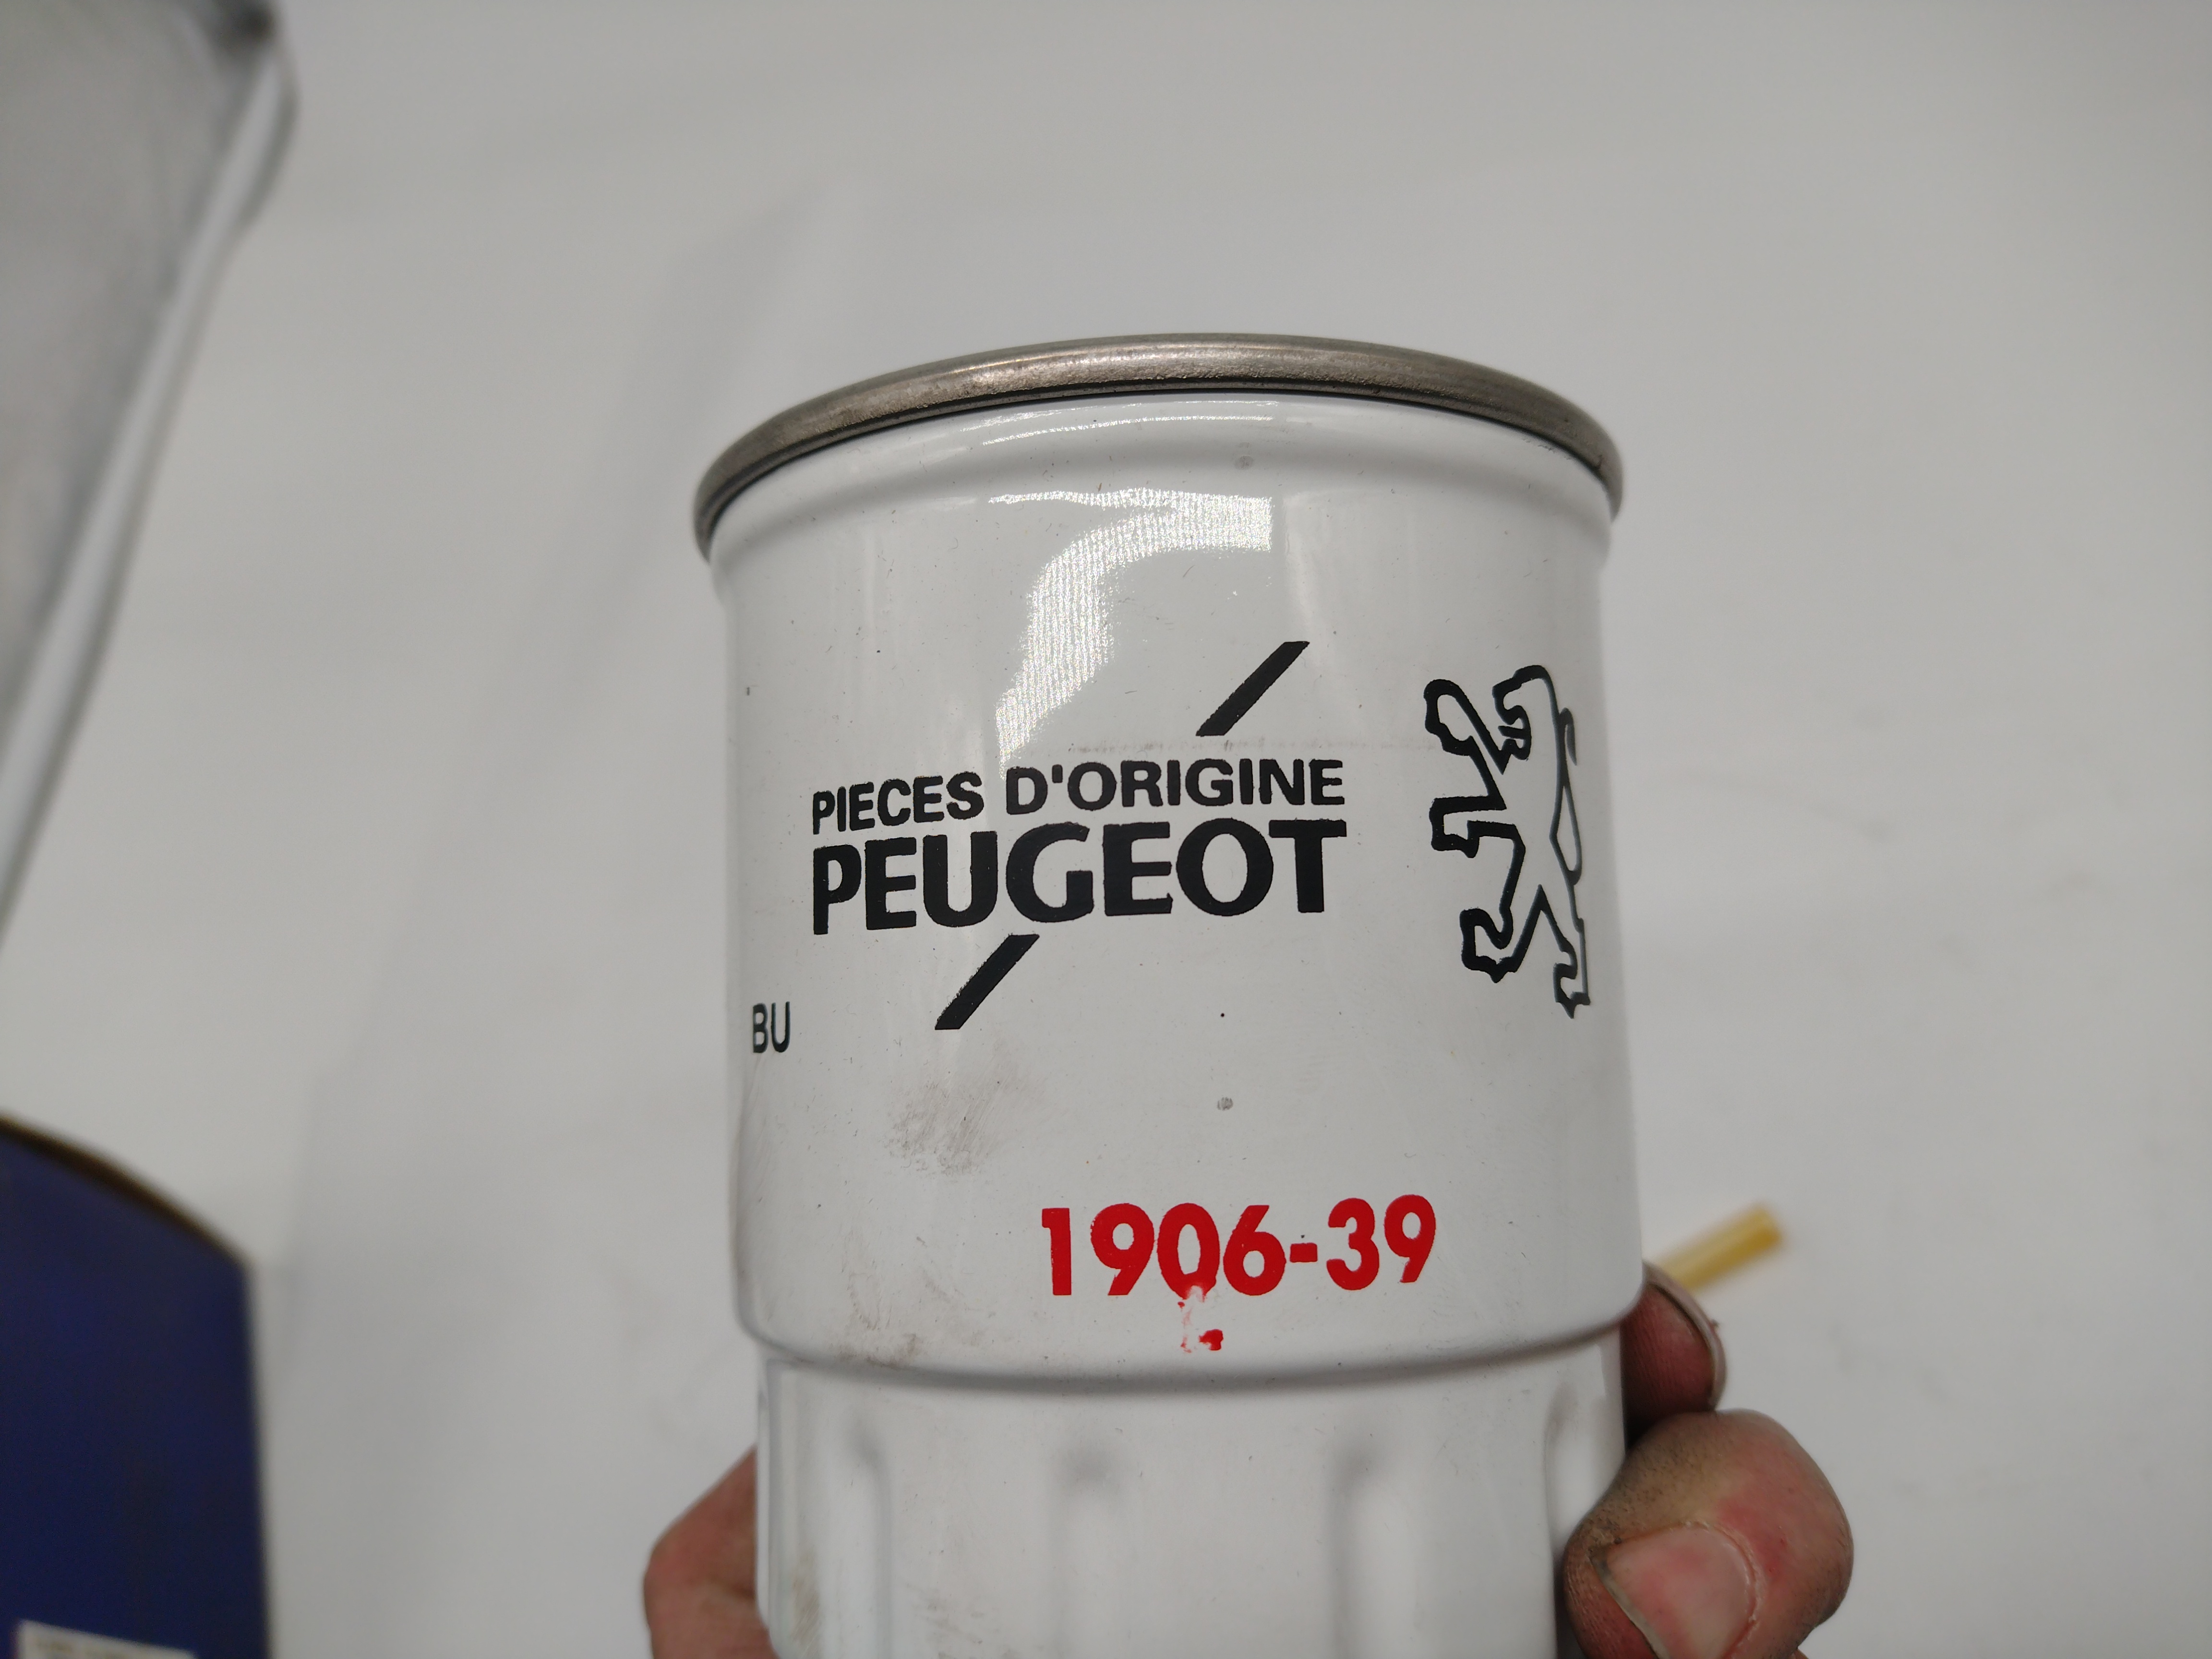 PIECES D'ORIGINE
PEUGEOT
BU
1906-39